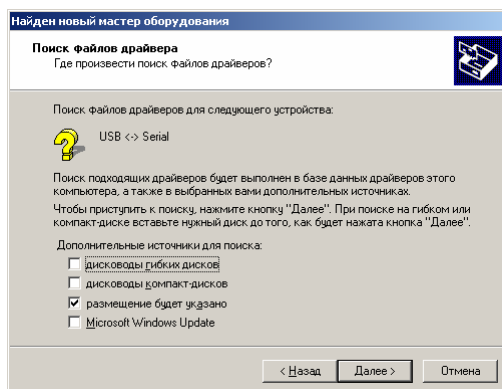 Найден новый мастер оборудования
Поиск файлов драйвера
Где произвести поиск файлов драйверов?
Поиск файлов драйверов для следующего устройства:
USB <-> Serial
Поиск подходящих драйверов будет выполнен в базе данных драйверов этого
компьютера, а также в выбранных вами дополнительных источниках.
Чтобы приступить к поиску, нажмите кнопку "Далее". При поиске на гибком или
компакт-диске вставьте нужный диск до того, как будет нажата кнопка "Далее".
Дополнительные источники для поиска:
дисководы гибких дисков
дисководы компакт-дисков
размещение будет указано
Microsoft Windows Update
< Назад
Далее >
Отмена